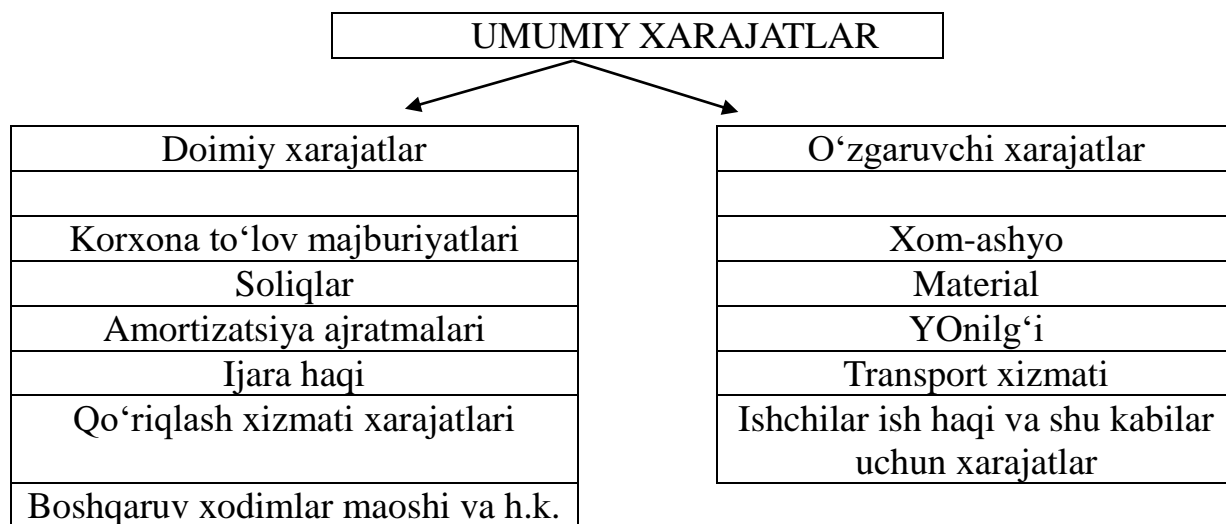 UMUMIY XARAJATLAR
Doimiy xarajatlar
Korxona to‘lov majburiyatlari
Soliqlar
Amortizatsiya ajratmalari
Ijara haqi
Qo‘riqlash xizmati xarajatlari
Boshqaruv xodimlar maoshi va h.k.
O‘zgaruvchi xarajatlar
Xom-ashyo
Material
YOnilg‘i
Transport xizmati
Ishchilar ish haqi va shu kabilar
uchun xarajatlar